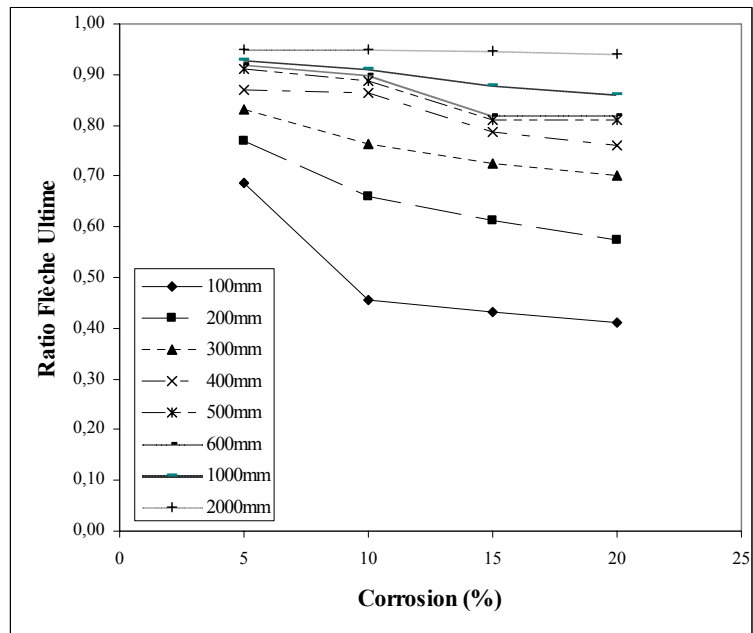 1,00
0,90
0,80
0,70
0,60
0,50
0,40
0,30
0,20
0,10
0,00
Ratio Flèche Ultime
100mm
200mm
300mm
400mm
500mm
600mm
1000mm
2000mm
0 5 10 15 20 25
Corrosion (%)